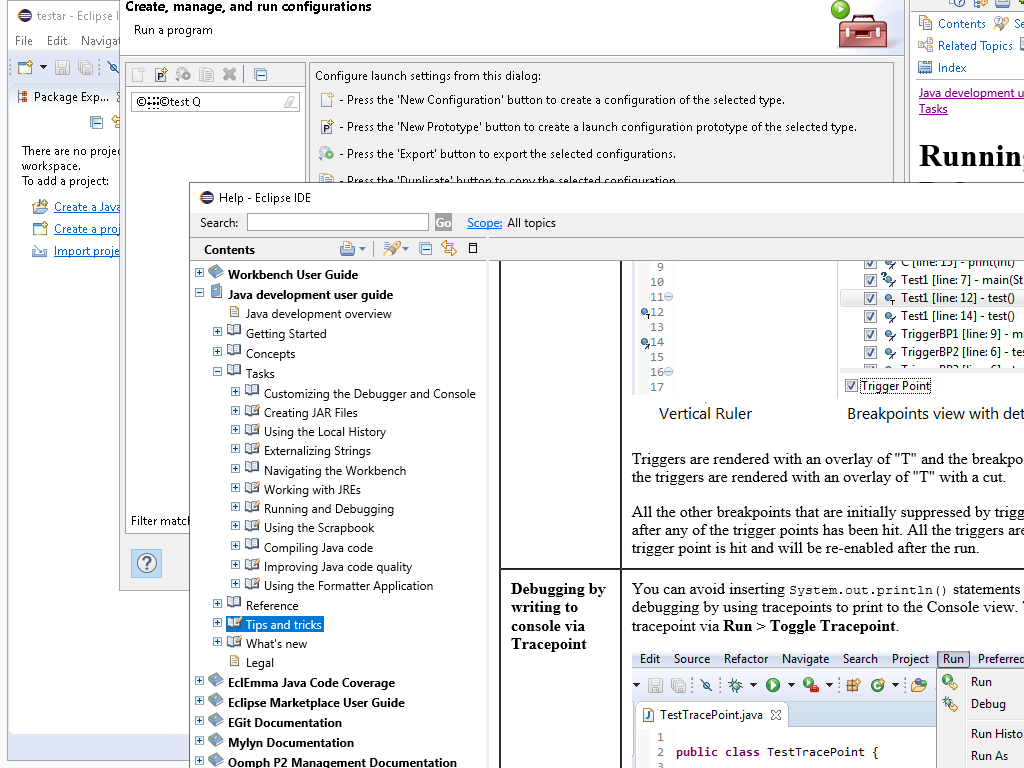 testar - Eclipse I
File Edit Naviga
Package Exp...
There are no proje
workspace.
To add a project:
Create a Java
Create a proj
Import proje
Create, manage, and run configurations
Run a program
©test Q
Filter match
Configure launch settings from this dialog:
- Press the 'New Configuration' button to create a configuration of the selected type.
- Press the 'New Prototype' button to create a launch configuration prototype of the selected type.
- Press the 'Export' button to export the selected configurations.
- Press the 'Duplicate' button to copy the selected configuration.
Contents Se
Related Topics
Index
Java development u
Tasks
Running
Help - Eclipse IDE
Search: Go Scope: All topics
Contents
Workbench User Guide
Java development user guide
Java development overview
Getting Started
Concepts
Tasks
Customizing the Debugger and Console
Creating JAR Files
Using the Local History
Externalizing Strings
Navigating the Workbench
Working with JREs
Running and Debugging
Using the Scrapbook
Compiling Java code
Improving Java code quality
Using the Formatter Application
Reference
Tips and tricks
What's new
Legal
EclEmma Java Code Coverage
Eclipse Marketplace User Guide
EGit Documentation
Mylyn Documentation
Oomph P2 Management Documentation
9
10
11
12
13
14
15
16
17
C [line: 15] - print(int)
Test1 [line: 7] - main(St
Test1 [line: 12] - test()
Test1 [line: 14] - test()
TriggerBP1 [line: 9] - m
TriggerBP2 [line: 6] - tes
Trigger Point
Vertical Ruler
Breakpoints view with det
Triggers are rendered with an overlay of "T" and the breakpo
the triggers are rendered with an overlay of "T" with a cut.
All the other breakpoints that are initially suppressed by trigg
after any of the trigger points has been hit. All the triggers are
trigger point is hit and will be re-enabled after the run.
Debugging by
writing to
console via
Tracepoint
You can avoid inserting System.out.println() statements
debugging by using tracepoints to print to the Console view.
tracepoint via Run > Toggle Tracepoint.
Edit Source Refactor Navigate Search Project Run Preferred
Run
Debug
Run Histo
Run As
TestTracePoint.java
1
2 public class TestTracePoint {
3